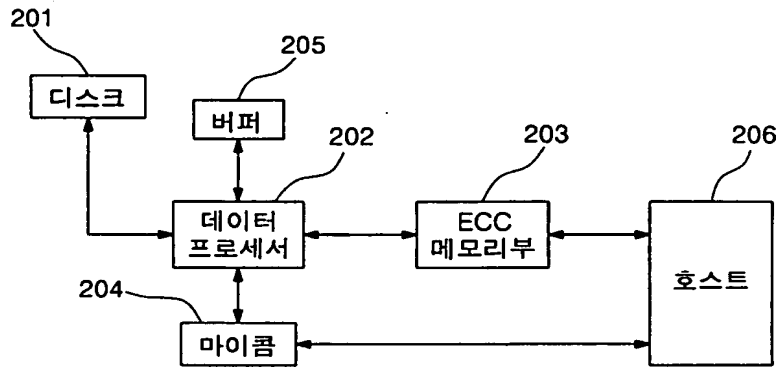 201
디스크
205
버퍼
202
데이터
프로세서
203
ECC
메모리부
206
호스트
204
마이콤